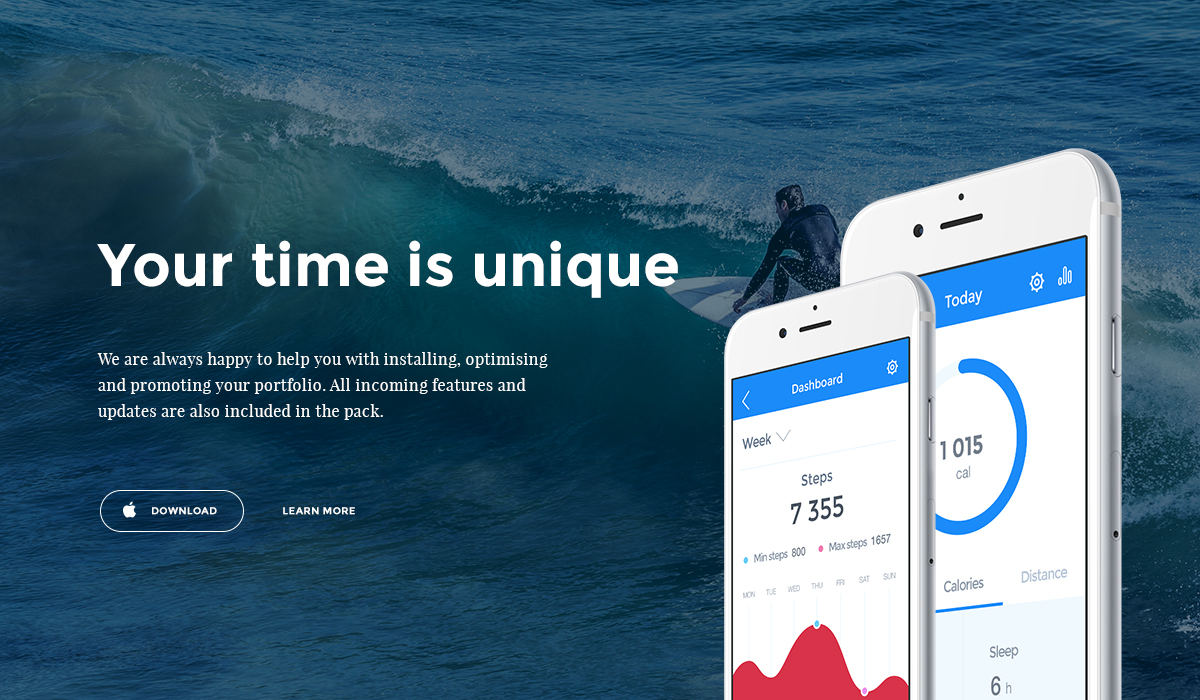 Your time is unique
We are always happy to help you with installing, optimising
and promoting your portfolio. All incoming features and
updates are also included in the pack.
DOWNLOAD
LEARN MORE
Dashboard
Week
Steps
7 355
Min steps 800 Max steps 1657
MON TUE WED THU FRI SAT SUN
Today
1 015
cal
Calories Distance
Sleep
6 h